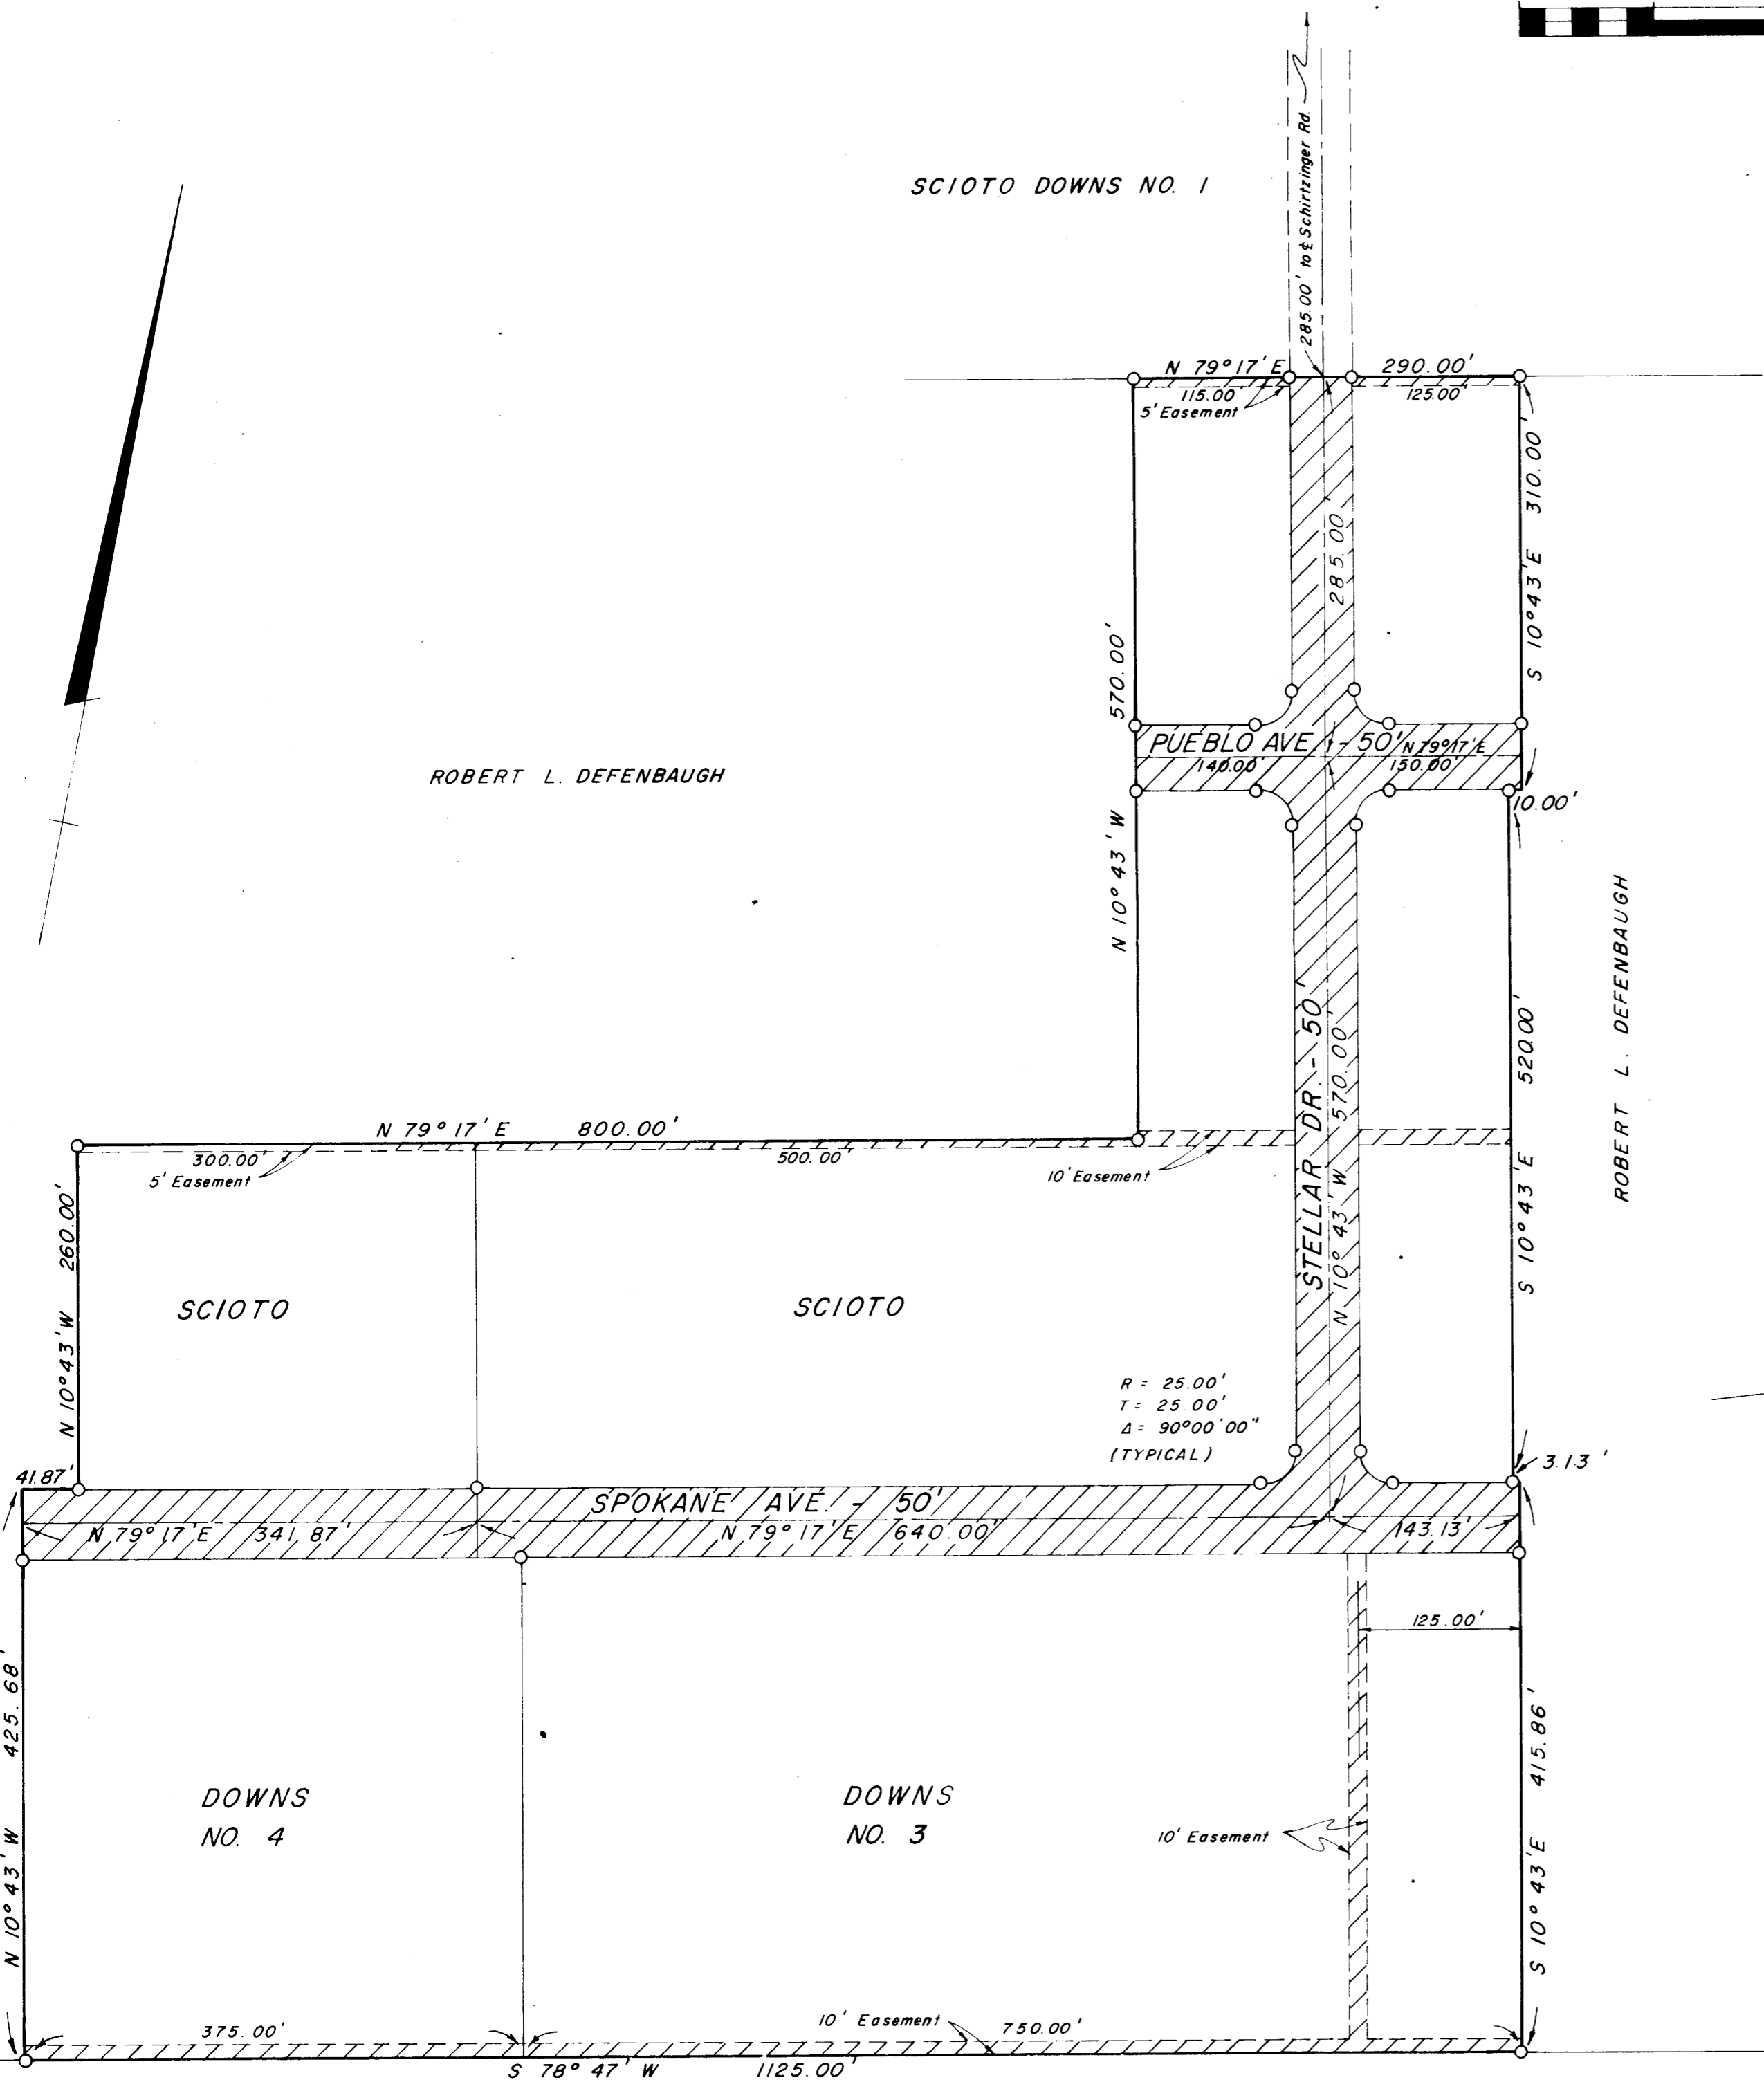 285.00' to ℄ Schirtzinger Rd.
SCIOTO DOWNS NO. 1
N 79°17'E 290.00'
115.00'
125.00'
5' Easement
S 10°43'E 310.00'
285.00'
N 10°43'W 570.00'
PUEBLO AVE. - 50'
N 79°17'E
140.00'
150.00'
10.00'
ROBERT L. DEFENBAUGH
ROBERT L. DEFENBAUGH
S 10°43'E 520.00'
STELLAR DR. - 50'
N 10°43'W 570.00'
N 79°17'E 800.00'
300.00'
500.00'
5' Easement
10' Easement
N 10°43'W 260.00'
SCIOTO
SCIOTO
R = 25.00'
T = 25.00'
Δ = 90°00'00"
(TYPICAL)
41.87'
3.13'
SPOKANE AVE. - 50'
N 79°17'E 341.87'
N 79°17'E 640.00'
143.13'
125.00'
N 10°43'W 425.68'
S 10°43'E 415.86'
DOWNS
NO. 4
DOWNS
NO. 3
10' Easement
375.00'
10' Easement
750.00'
S 78°47'W 1125.00'